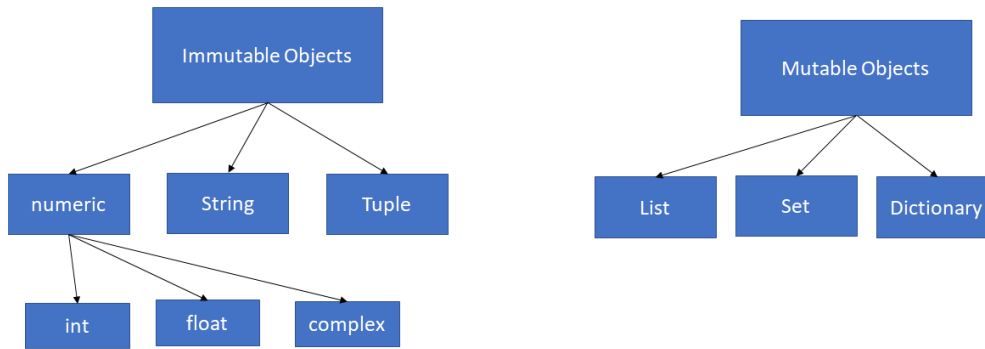 Immutable Objects
Mutable Objects
numeric
String
Tuple
List
Set
Dictionary
int
float
complex